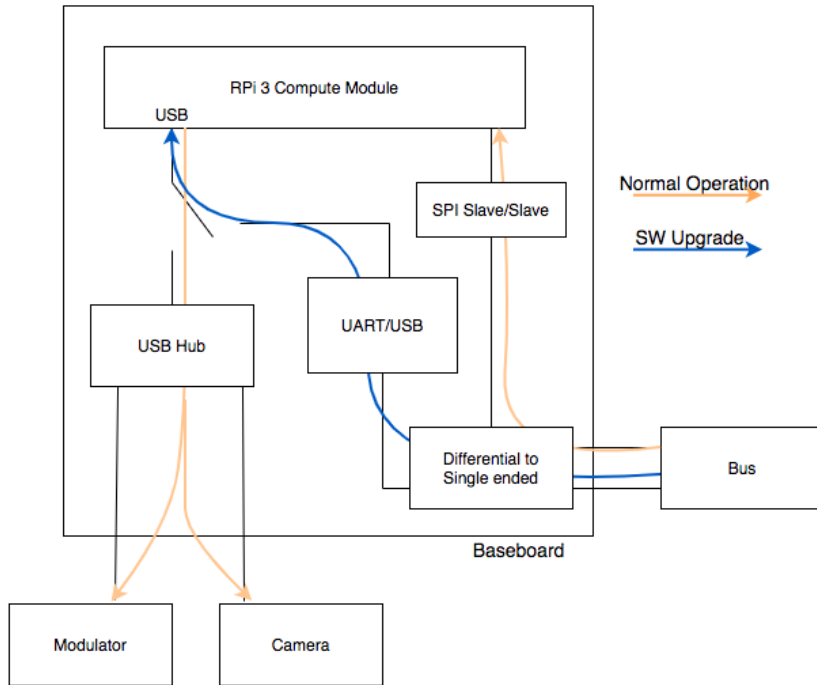 RPi 3 Compute Module
USB
Normal Operation
SPI Slave/Slave
SW Upgrade
UART/USB
USB Hub
Differential to
Single ended
Bus
Baseboard
Modulator
Camera